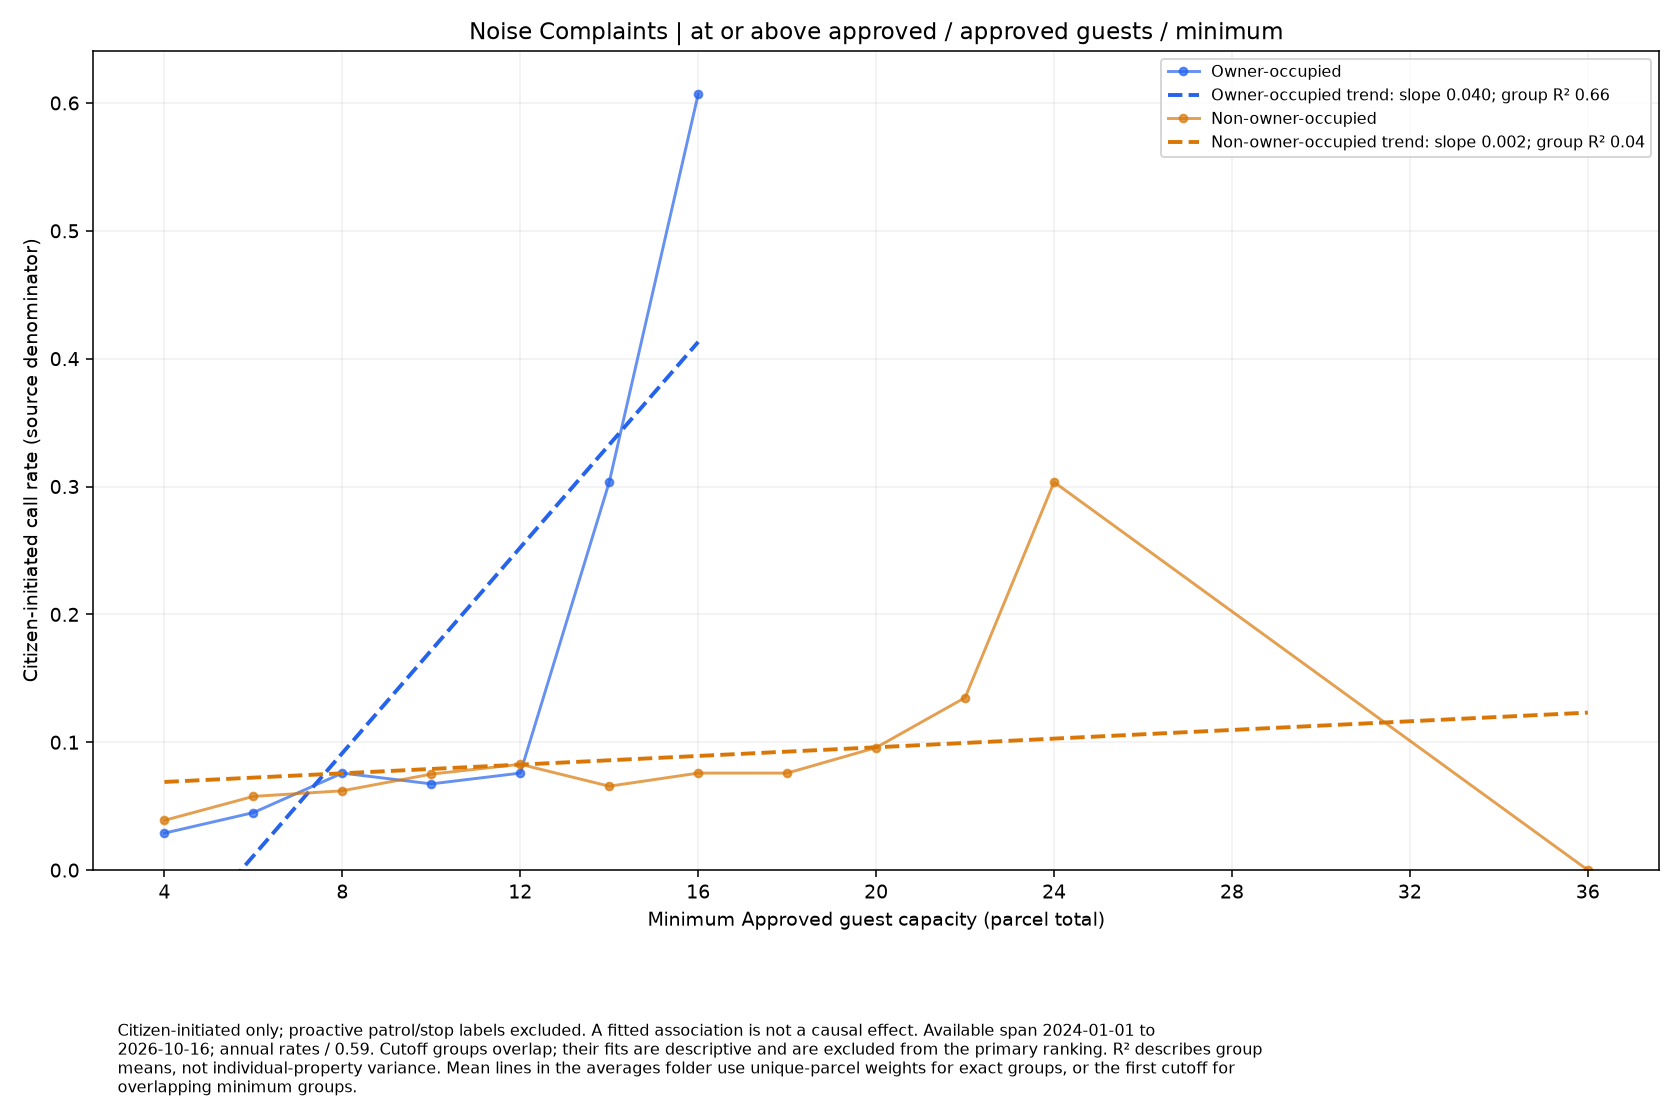 Noise Complaints | at or above approved / approved guests / minimum
Owner-occupied
Owner-occupied trend: slope 0.040; group R² 0.66
Non-owner-occupied
Non-owner-occupied trend: slope 0.002; group R² 0.04
Citizen-initiated call rate (source denominator)
0.6
0.5
0.4
0.3
0.2
0.1
0.0
4 8 12 16 20 24 28 32 36
Minimum Approved guest capacity (parcel total)
Citizen-initiated only; proactive patrol/stop labels excluded. A fitted association is not a causal effect. Available span 2024-01-01 to
2026-10-16; annual rates / 0.59. Cutoff groups overlap; their fits are descriptive and are excluded from the primary ranking. R² describes group
means, not individual-property variance. Mean lines in the averages folder use unique-parcel weights for exact groups, or the first cutoff for
overlapping minimum groups.